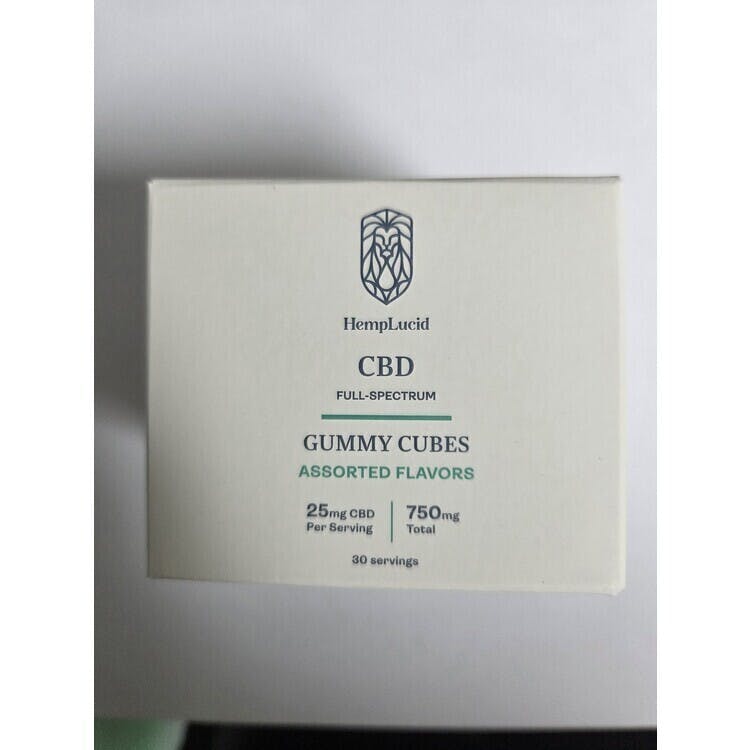 HempLucid
CBD
FULL-SPECTRUM
GUMMY CUBES
ASSORTED FLAVORS
25mg CBD 750mg
Per Serving Total
30 servings